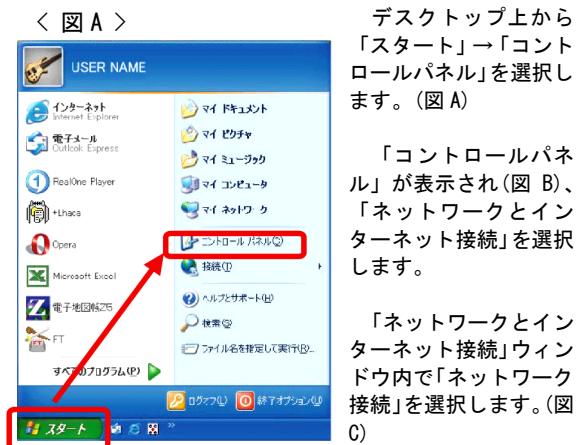 ＜ 図 A ＞
USER NAME
インターネット
Internet Explorer
電子メール
Outlook Express
RealOne Player
+Lhaca
Opera
Microsoft Excel
電子地図帳Z5
FT
すべてのプログラム(P)
マイ ドキュメント
マイ ピクチャ
マイ ミュージック
マイ コンピュータ
マイ ネットワーク
コントロール パネル(C)
接続(T)
ヘルプとサポート(H)
検索(S)
ファイル名を指定して実行(R)...
ログオフ(L)
終了オプション(U)
スタート
デスクトップ上から
「スタート」→「コント
ロールパネル」を選択し
ます。(図 A)
「コントロールパネ
ル」が表示され(図 B)、
「ネットワークとイン
ターネット接続」を選択
します。
「ネットワークとイン
ターネット接続」ウィン
ドウ内で「ネットワーク
接続」を選択します。(図
C)